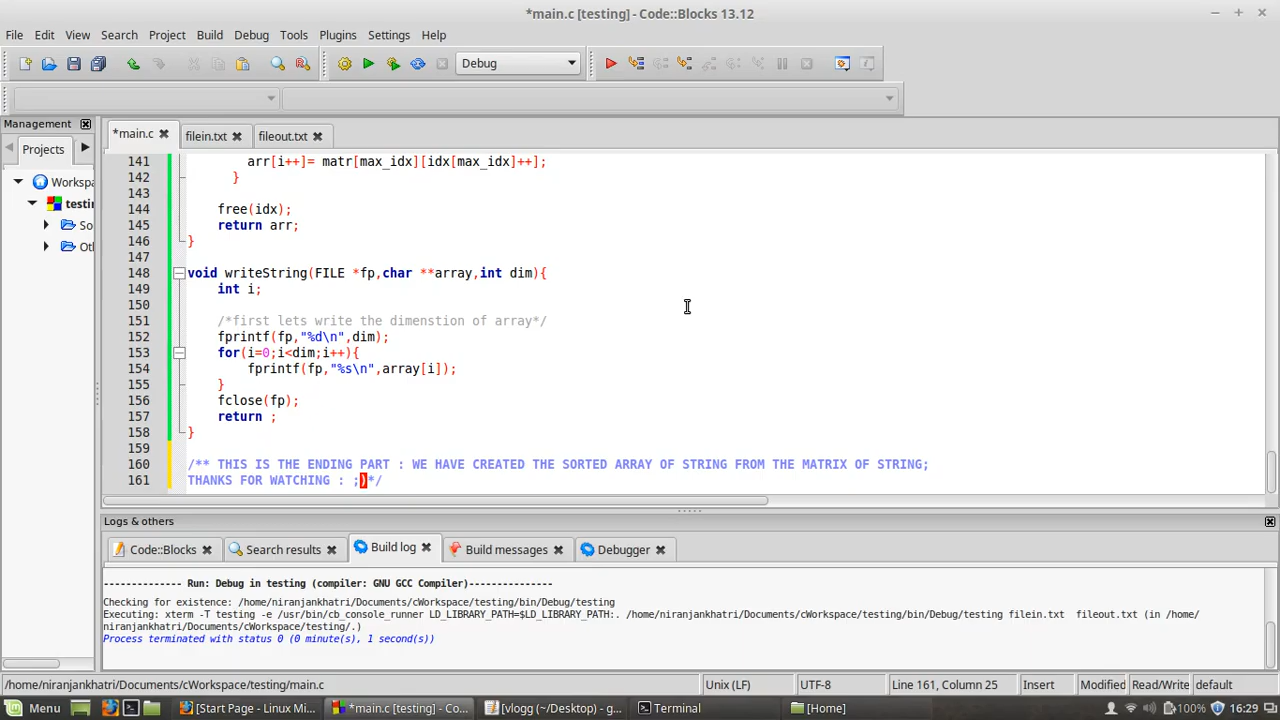 *main.c [testing] - Code::Blocks 13.12
File Edit View Search Project Build Debug Tools Plugins Settings Help
Debug
Management
*main.c filein.txt fileout.txt
Projects
Workspa
testin
So
Oth
141 arr[i++]= matr[max_idx][idx[max_idx]++];
142 }
143
144 free(idx);
145 return arr;
146 }
147
148 void writeString(FILE *fp,char **array,int dim){
149 int i;
150
151 /*first lets write the dimenstion of array*/
152 fprintf(fp,"%d\n",dim);
153 for(i=0;i<dim;i++){
154 fprintf(fp,"%s\n",array[i]);
155 }
156 fclose(fp);
157 return ;
158 }
159
160 /** THIS IS THE ENDING PART : WE HAVE CREATED THE SORTED ARRAY OF STRING FROM THE MATRIX OF STRING;
161 THANKS FOR WATCHING : ;)*/
Logs & others
Code::Blocks Search results Build log Build messages Debugger
-------------- Run: Debug in testing (compiler: GNU GCC Compiler)---------------
Checking for existence: /home/niranjankhatri/Documents/cWorkspace/testing/bin/Debug/testing
Executing: xterm -T testing -e /usr/bin/cb_console_runner LD_LIBRARY_PATH=$LD_LIBRARY_PATH:. /home/niranjankhatri/Documents/cWorkspace/testing/bin/Debug/testing filein.txt fileout.txt (in /home/
niranjankhatri/Documents/cWorkspace/testing/.)
Process terminated with status 0 (0 minute(s), 1 second(s))
/home/niranjankhatri/Documents/cWorkspace/testing/main.c Unix (LF) UTF-8 Line 161, Column 25 Insert Modified Read/Write default
Menu [Start Page - Linux Mi... *main.c [testing] - Co... [vlogg (~/Desktop) - g... Terminal [Home] 100% 16:29